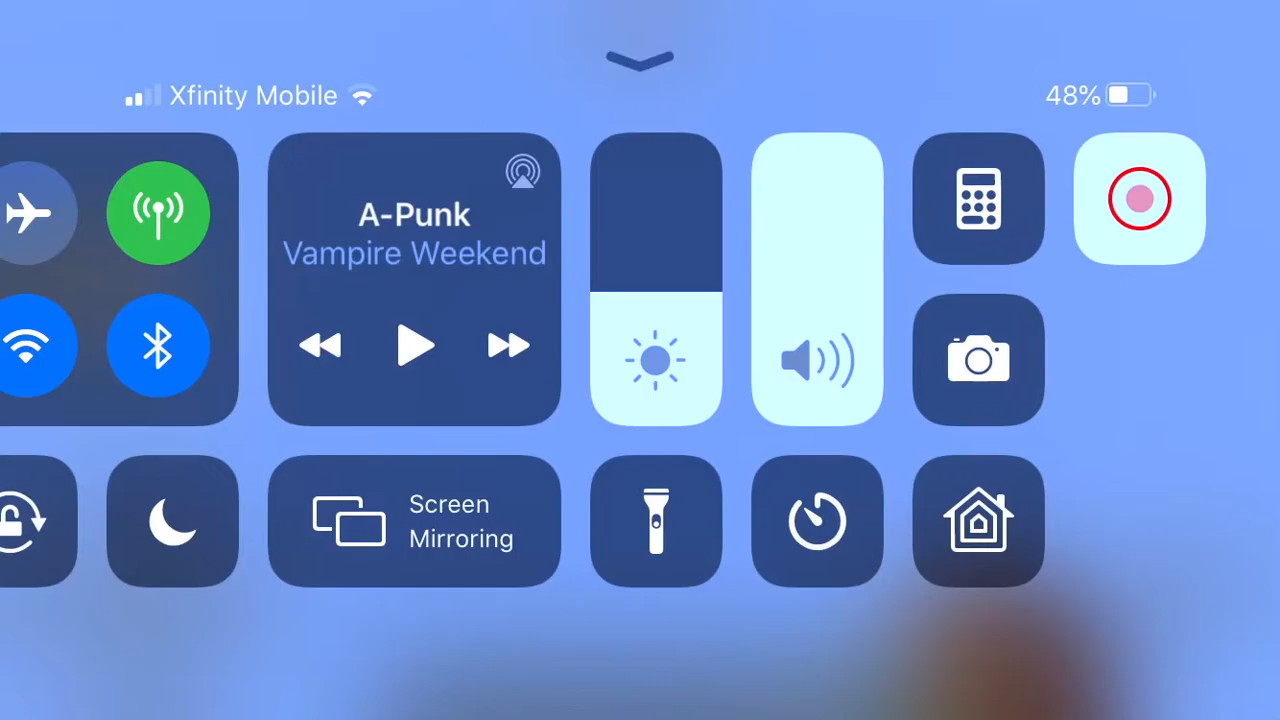 Xfinity Mobile
48%
A-Punk
Vampire Weekend
Screen
Mirroring